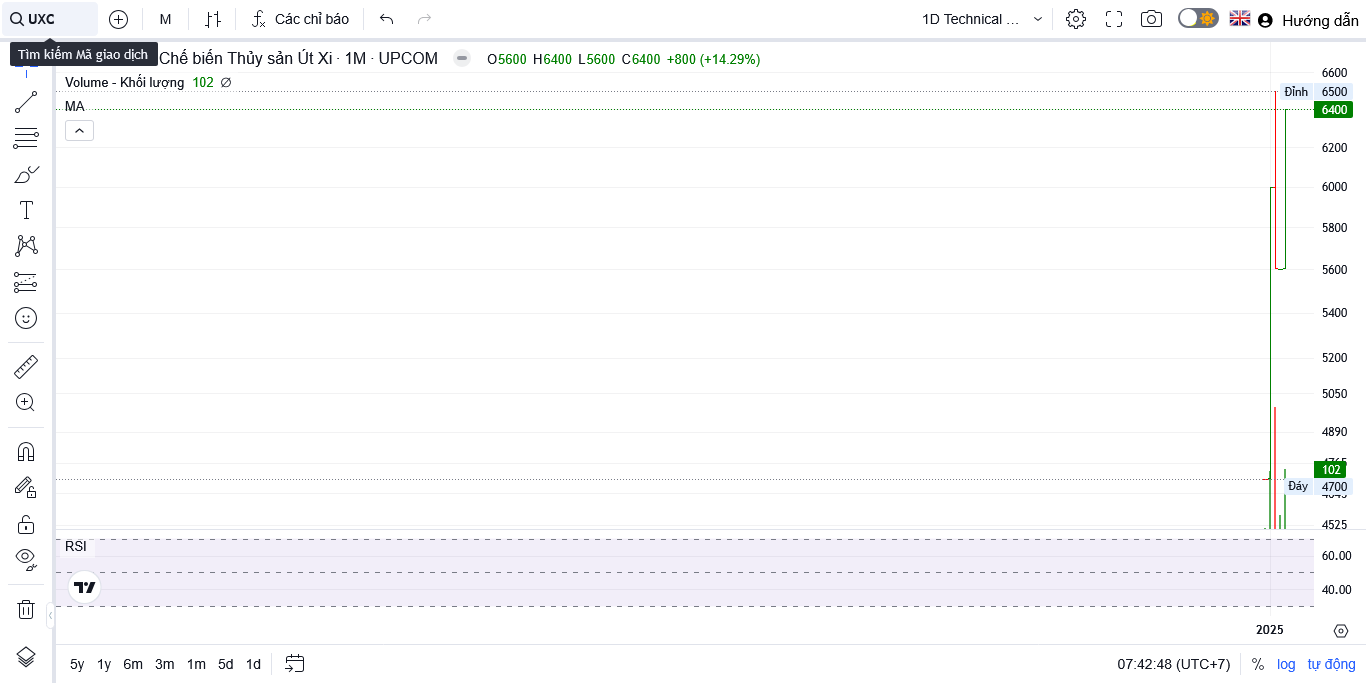 UXC
M
Các chỉ báo
1D Technical ...
Hướng dẫn
Tìm kiếm Mã giao dịch
Chế biến Thủy sản Út Xi · 1M · UPCOM
O5600 H6400 L5600 C6400 +800 (+14.29%)
Volume - Khối lượng 102 ∅
MA
6600
Đỉnh 6500
6400
6200
6000
5800
5600
5400
5200
5050
4890
102
Đáy 4700
4525
RSI
60.00
40.00
2025
5y 1y 6m 3m 1m 5d 1d
07:42:48 (UTC+7)
% log tự động